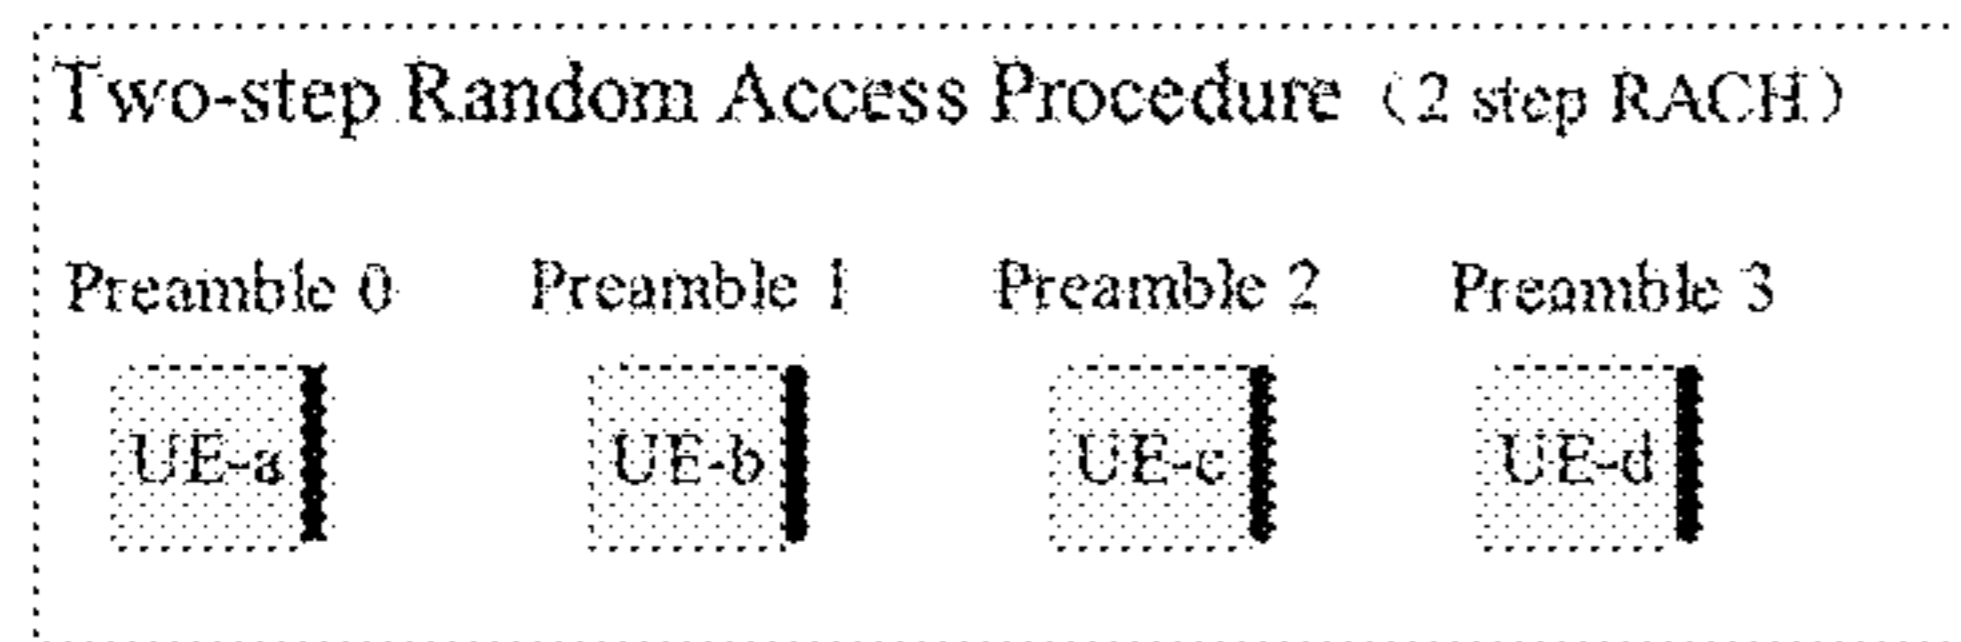 Two-step Random Access Procedure（2 step RACH）
Preamble 0 Preamble 1 Preamble 2 Preamble 3
UE-a UE-b UE-c UE-d